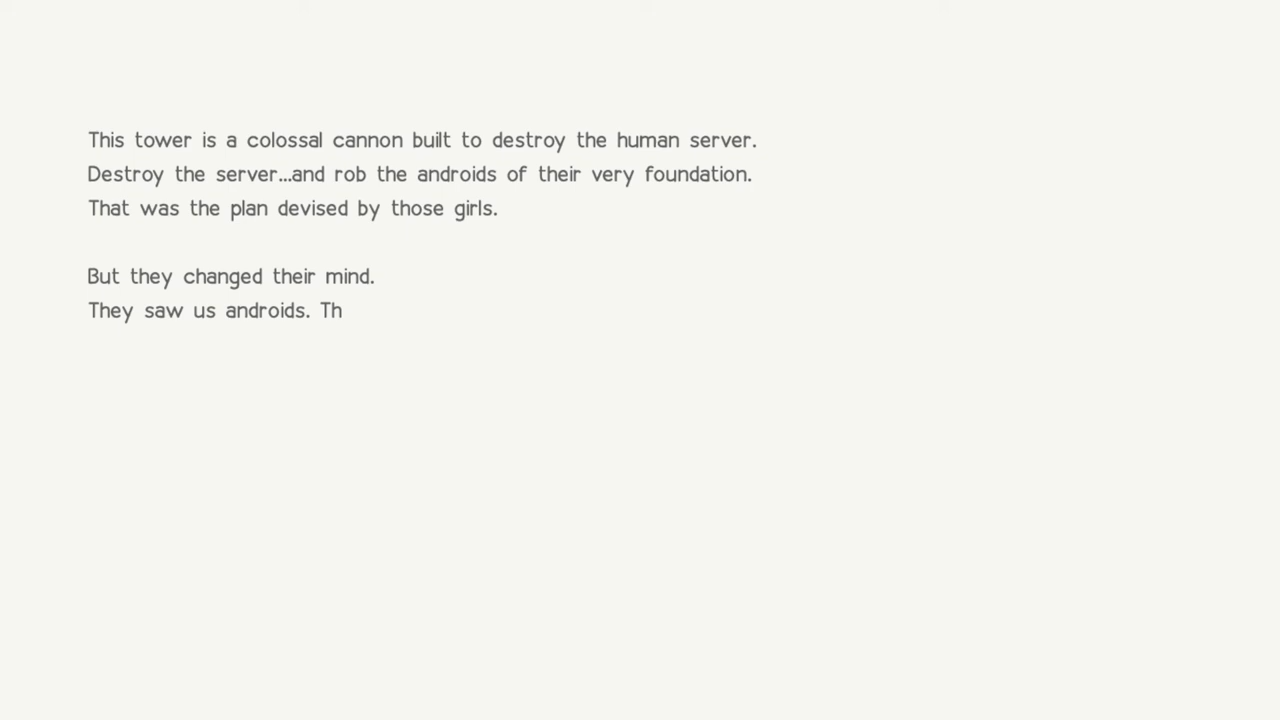 This tower is a colossal cannon built to destroy the human server.
Destroy the server...and rob the androids of their very foundation.
That was the plan devised by those girls.
But they changed their mind.
They saw us androids. Th